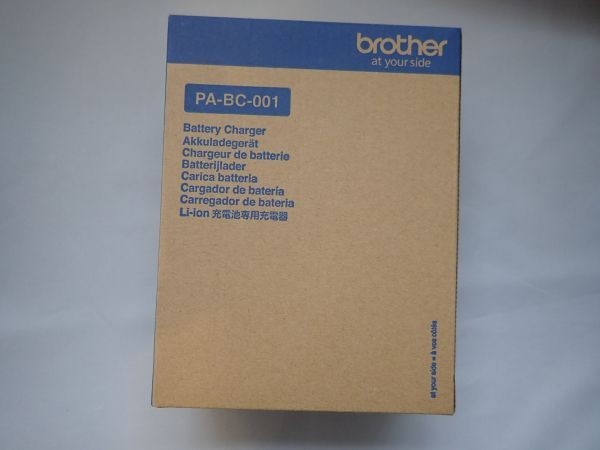 brother
at your side
PA-BC-001
Battery Charger
Akkuladegerät
Chargeur de batterie
Batterijlader
Carica batteria
Cargador de batería
Carregador de bateria
Li-ion 充電池専用充電器
at your side = à vos côtés